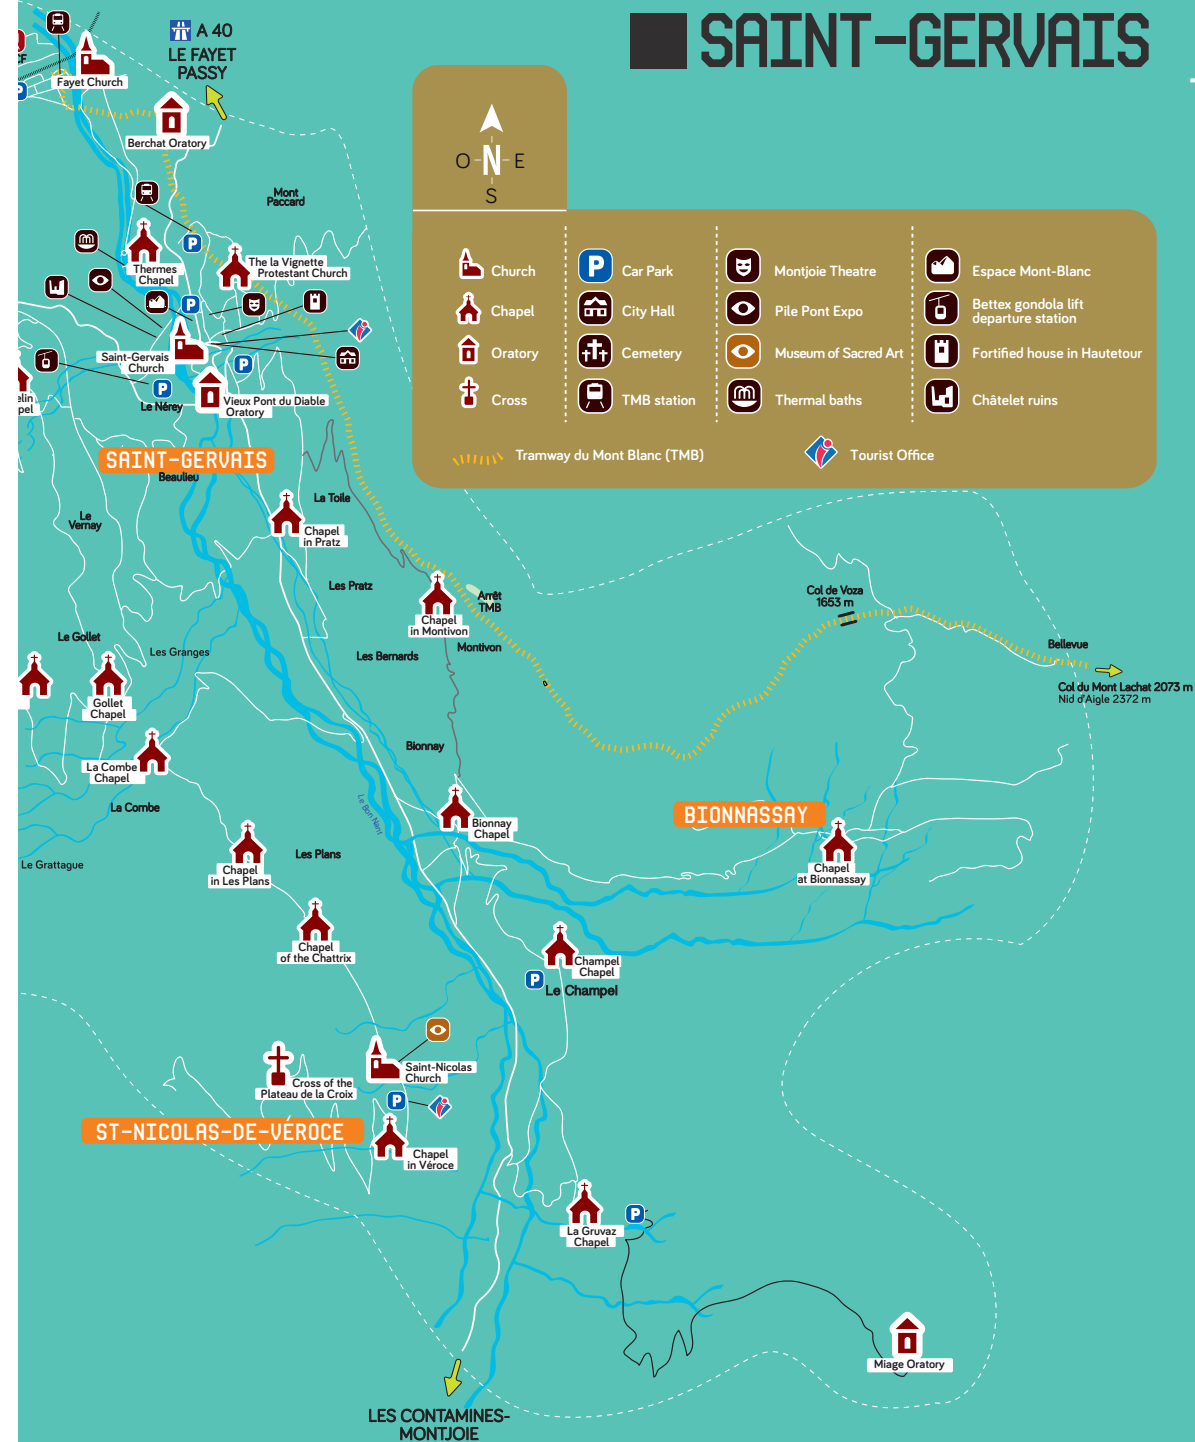 SAINT-GERVAIS
A 40
LE FAYET
PASSY
Fayet Church
Berchat Oratory
Mont
Paccard
Thermes
Chapel
The la Vignette
Protestant Church
Saint-Gervais
Church
Vieux Pont du Diable
Oratory
Le Nérey
elin
pel
SAINT-GERVAIS
Beaulieu
N
O
E
S
Church
Chapel
Oratory
Cross
P
Car Park
City Hall
Cemetery
TMB station
Montjoie Theatre
Pile Pont Expo
Museum of Sacred Art
Thermal baths
Espace Mont-Blanc
Bettex gondola lift
departure station
Fortified house in Hautetour
Châtelet ruins
Tramway du Mont Blanc (TMB)
Tourist Office
La Toile
Le
Vernay
Chapel
in Pratz
Les Pratz
Arrêt
TMB
Chapel
in Montivon
Montivon
Col de Voza
1653 m
Bellevue
Col du Mont Lachat 2073 m
Nid d'Aigle 2372 m
Le Gollet
Les Granges
Les Bernards
Gollet
Chapel
Bionnay
La Combe
Chapel
La Combe
Le Bon Nant
Bionnay
Chapel
BIONNASSAY
Chapel
at Bionnassay
Le Grattague
Les Plans
Chapel
in Les Plans
Chapel
of the Chattrix
Champel
Chapel
P
Le Champel
Saint-Nicolas
Church
Cross of the
Plateau de la Croix
P
ST-NICOLAS-DE-VÉROCE
Chapel
in Véroce
La Gruvaz
Chapel
P
Miage Oratory
LES CONTAMINES-
MONTJOIE